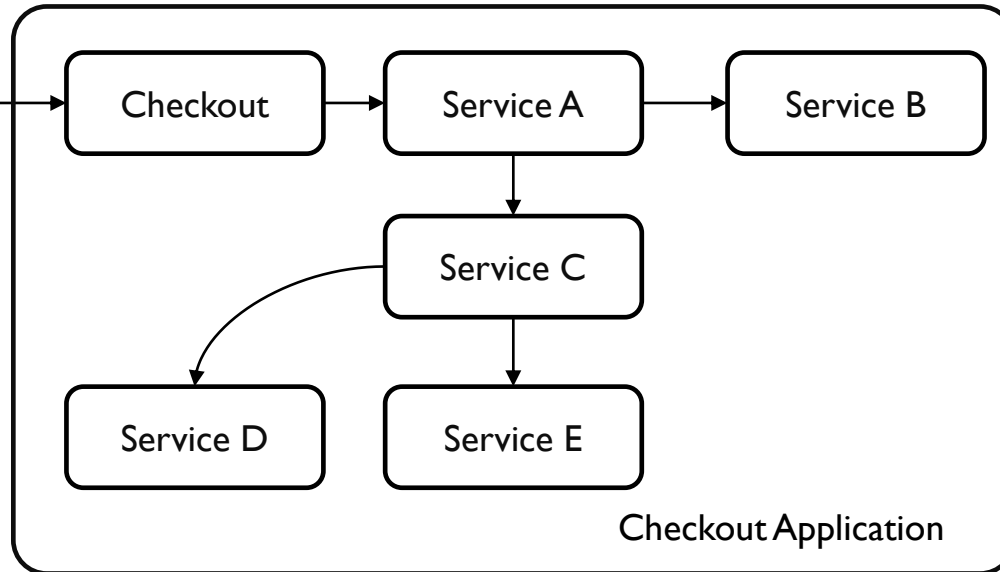 Checkout
Service A
Service B
Service C
Service D
Service E
Checkout Application